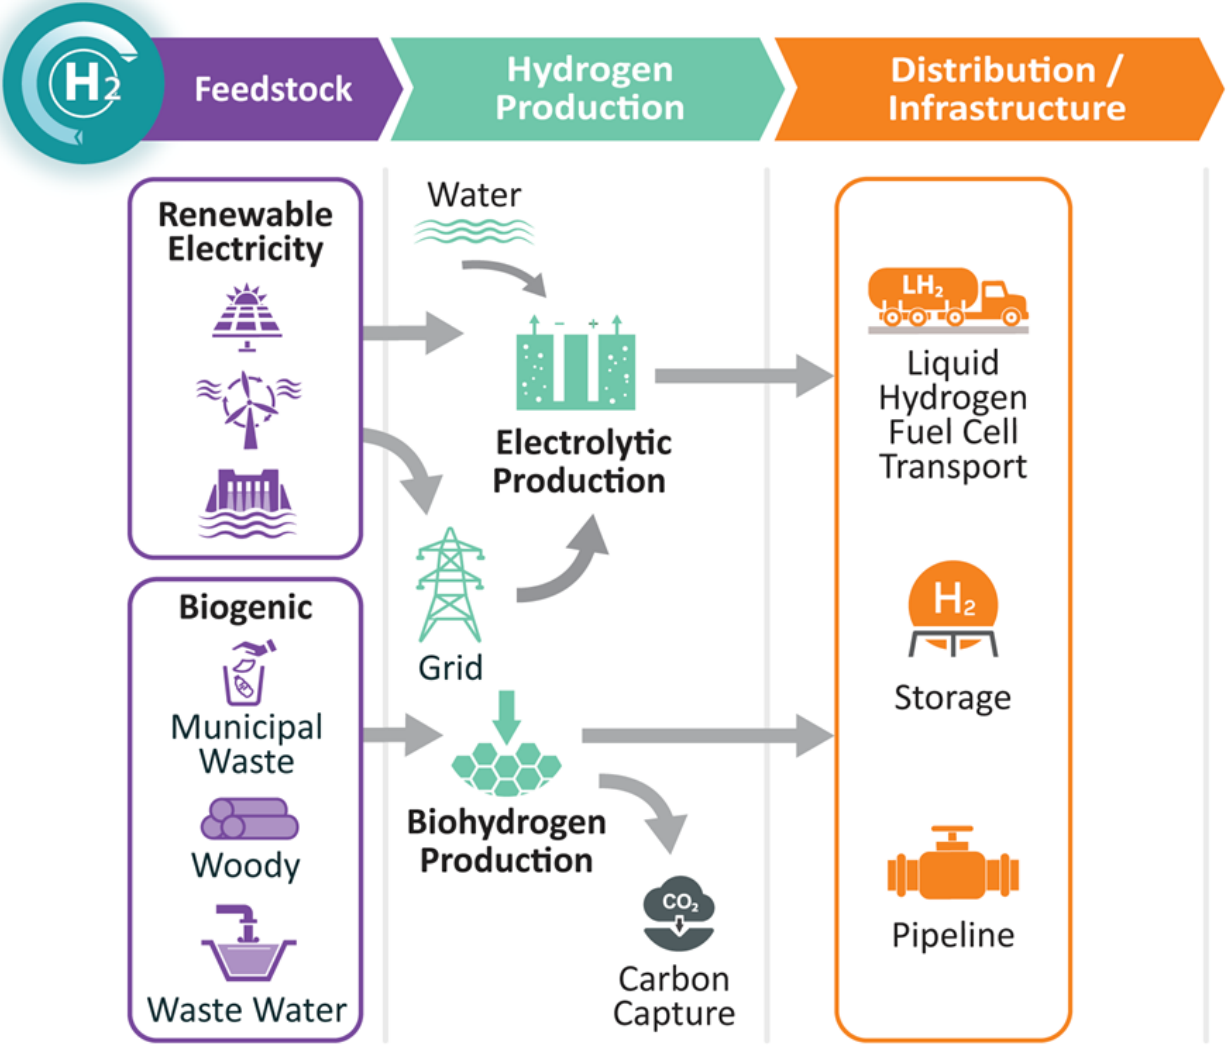 H2
Feedstock
Hydrogen
Production
Distribution /
Infrastructure
Renewable
Electricity
Biogenic
Municipal
Waste
Woody
Waste Water
Water
- +
Electrolytic
Production
Grid
Biohydrogen
Production
CO₂
Carbon
Capture
LH₂
Liquid
Hydrogen
Fuel Cell
Transport
H₂
Storage
Pipeline